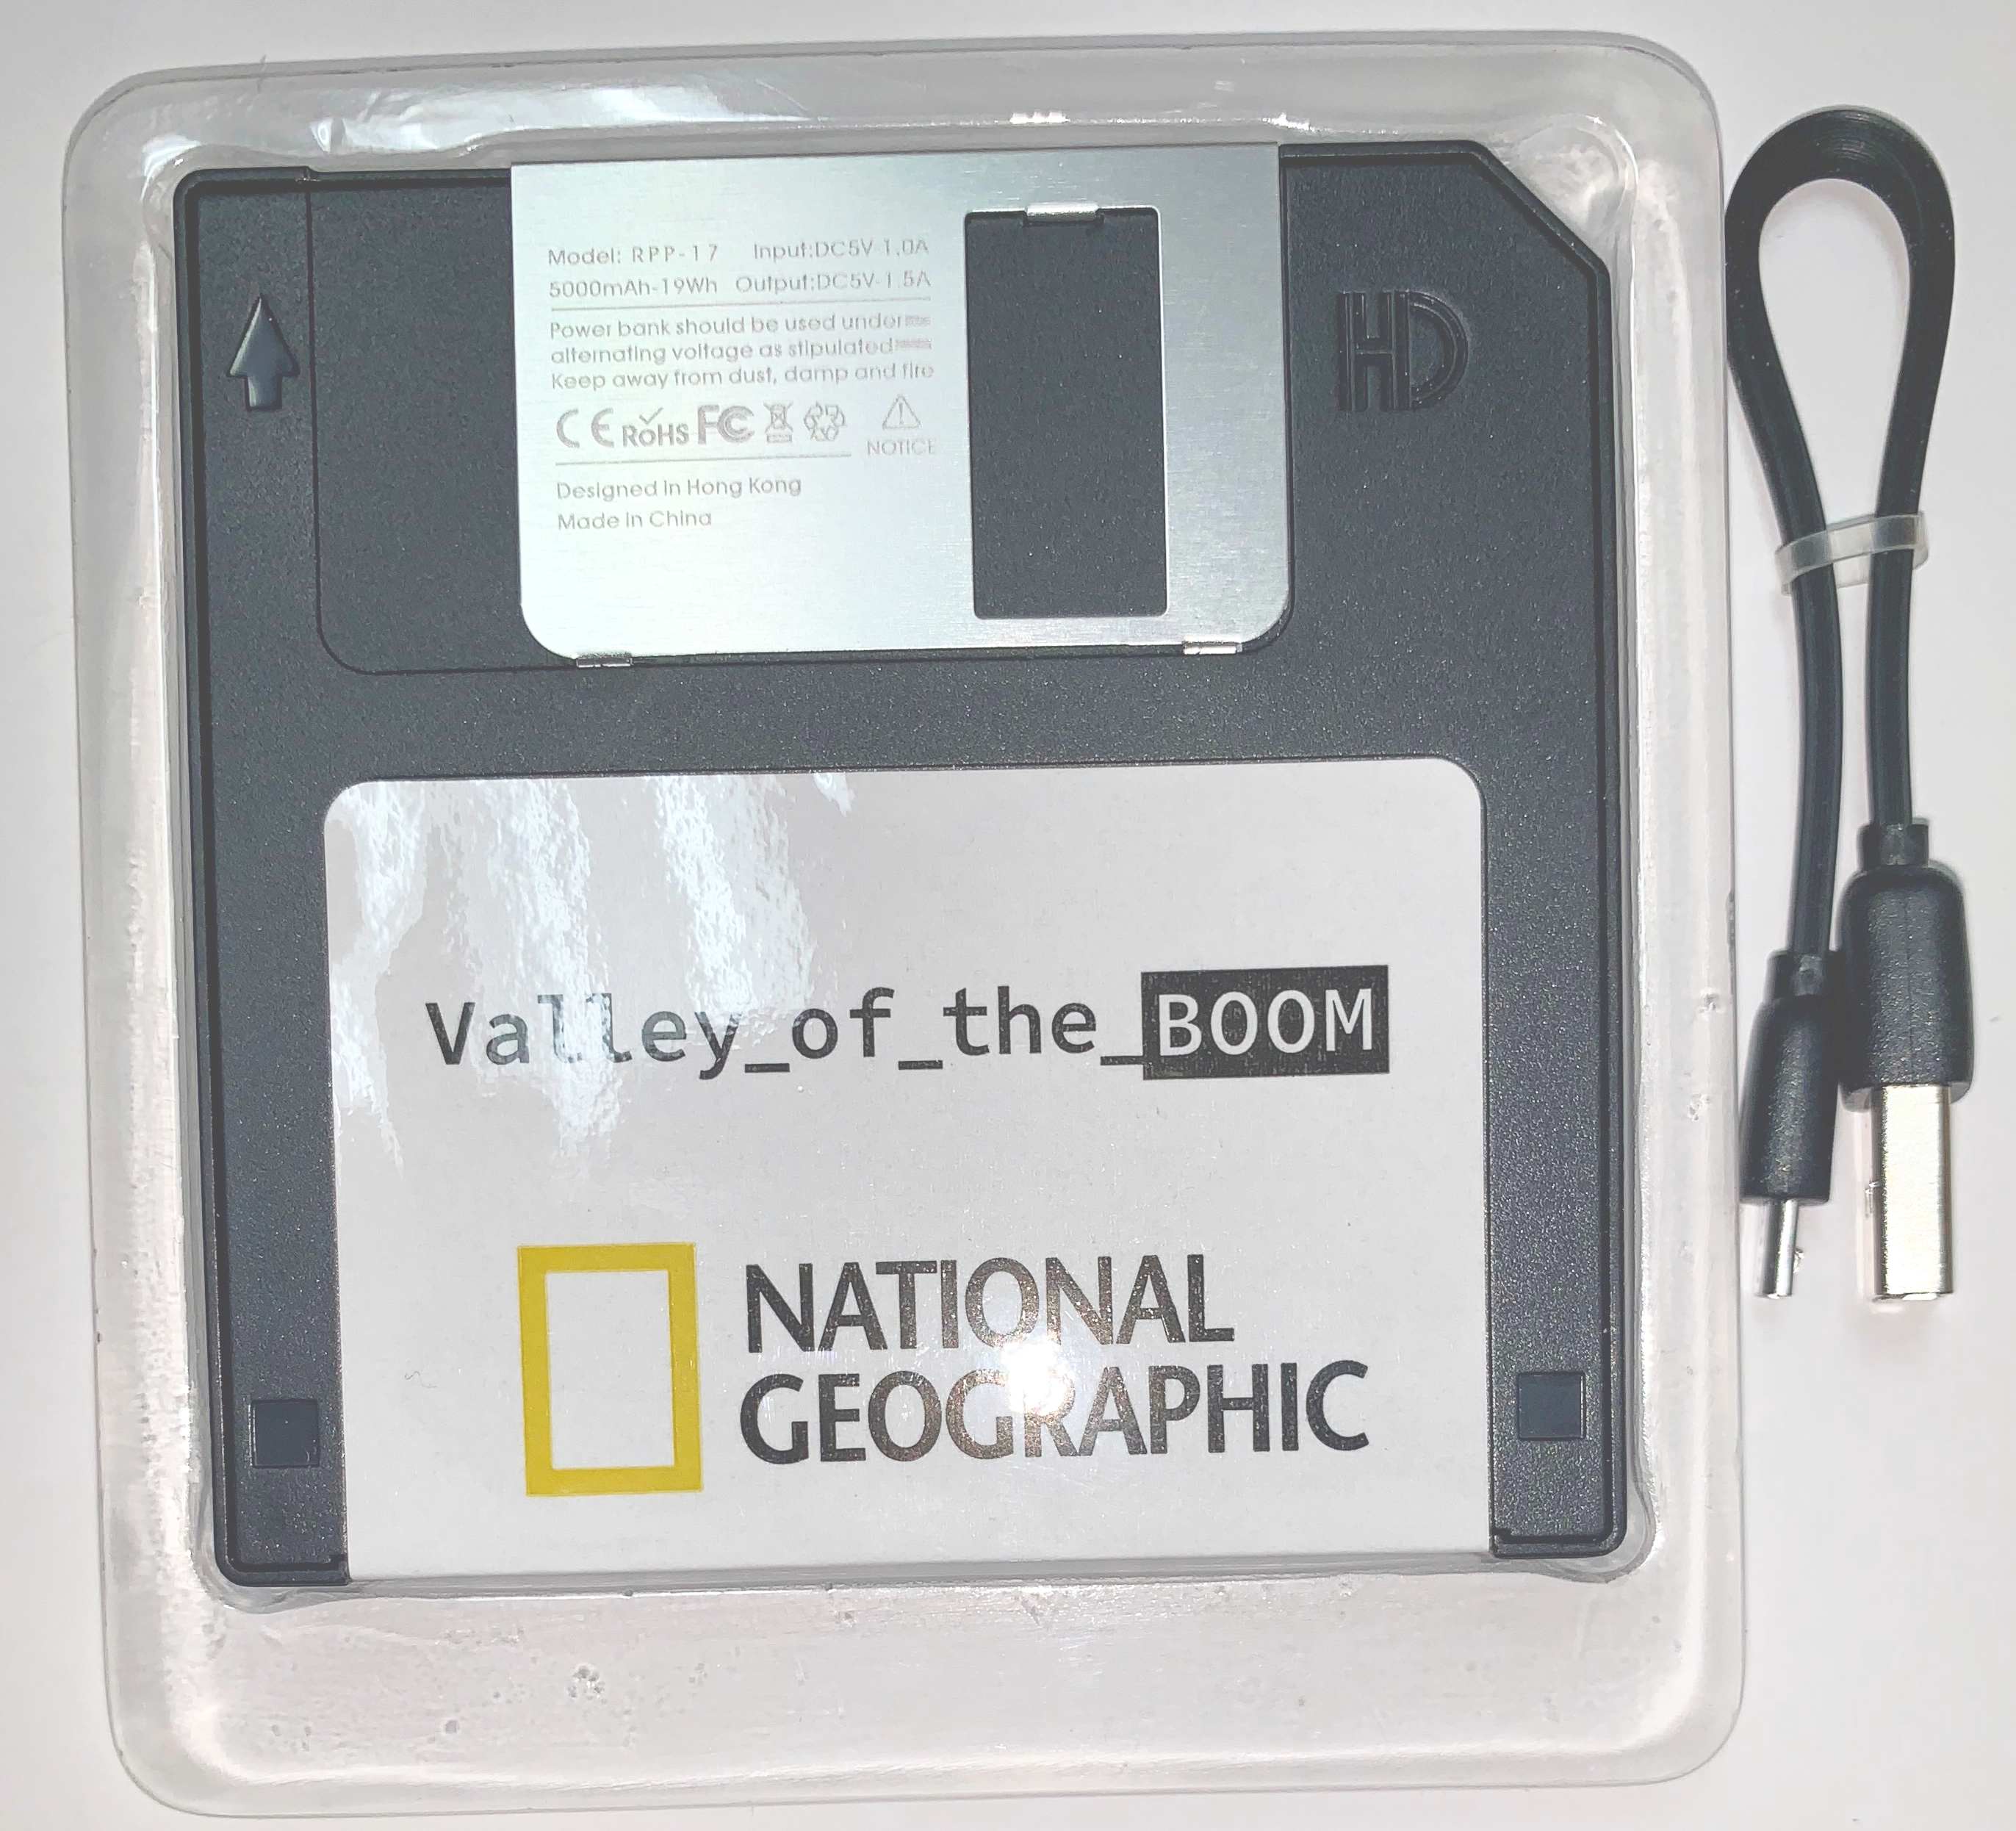 Model: RPP-17 Input:DC5V 1.0A
5000mAh-19Wh Output:DC5V 1.5A
Power bank should be used under
alternating voltage as stipulated
Keep away from dust, damp and fire
CE RoHS FC
NOTICE
Designed in Hong Kong
Made in China
HD
Valley_of_the_BOOM
NATIONAL
GEOGRAPHIC